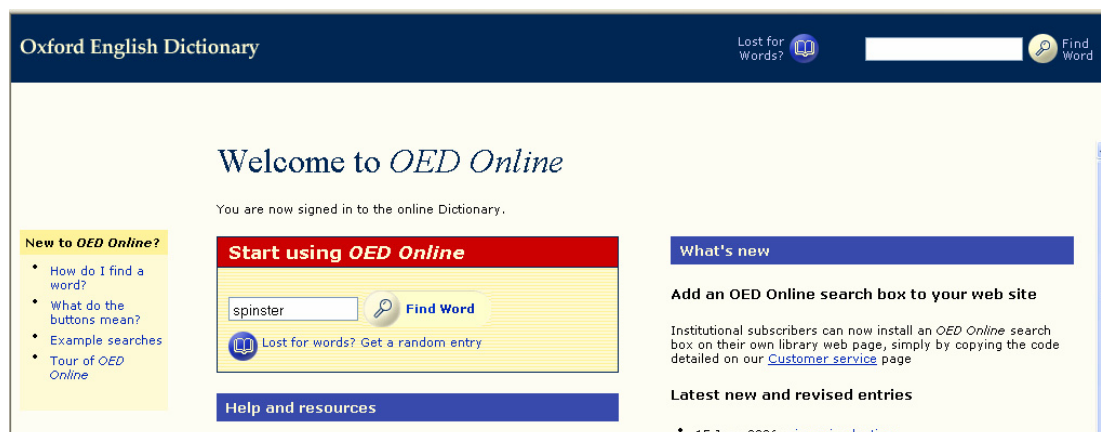 Oxford English Dictionary
Lost for
Words?
Find
Word
Welcome to OED Online
You are now signed in to the online Dictionary.
New to OED Online?
• How do I find a
word?
• What do the
buttons mean?
• Example searches
• Tour of OED
Online
Start using OED Online
spinster
Find Word
Lost for words? Get a random entry
Help and resources
What's new
Add an OED Online search box to your web site
Institutional subscribers can now install an OED Online search
box on their own library web page, simply by copying the code
detailed on our Customer service page
Latest new and revised entries